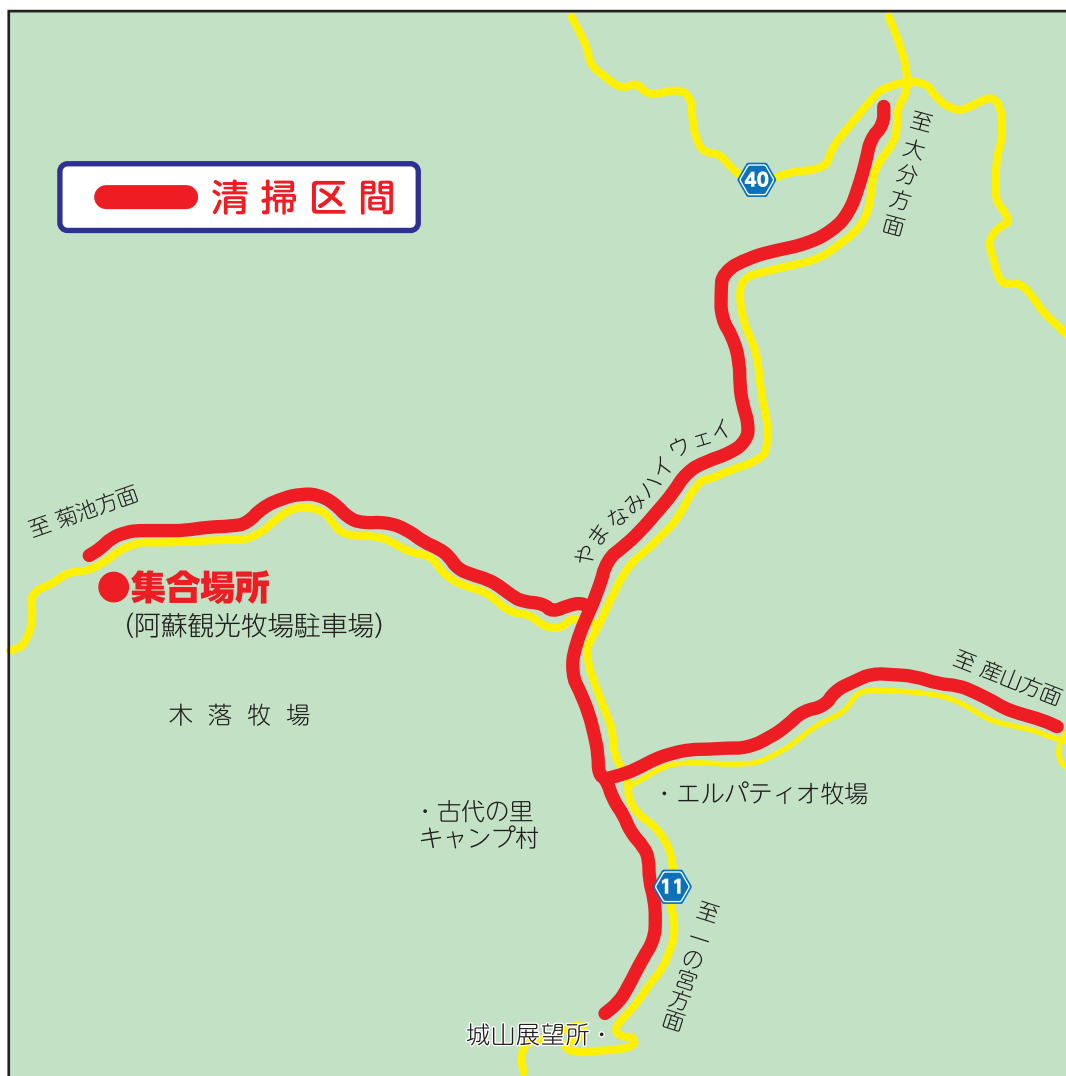 清掃区間
至大分方面
40
やまなみハイウェイ
至 菊池方面
集合場所
(阿蘇観光牧場駐車場)
至 産山方面
木落牧場
・エルパティオ牧場
・古代の里
キャンプ村
11
至一の宮方面
城山展望所・